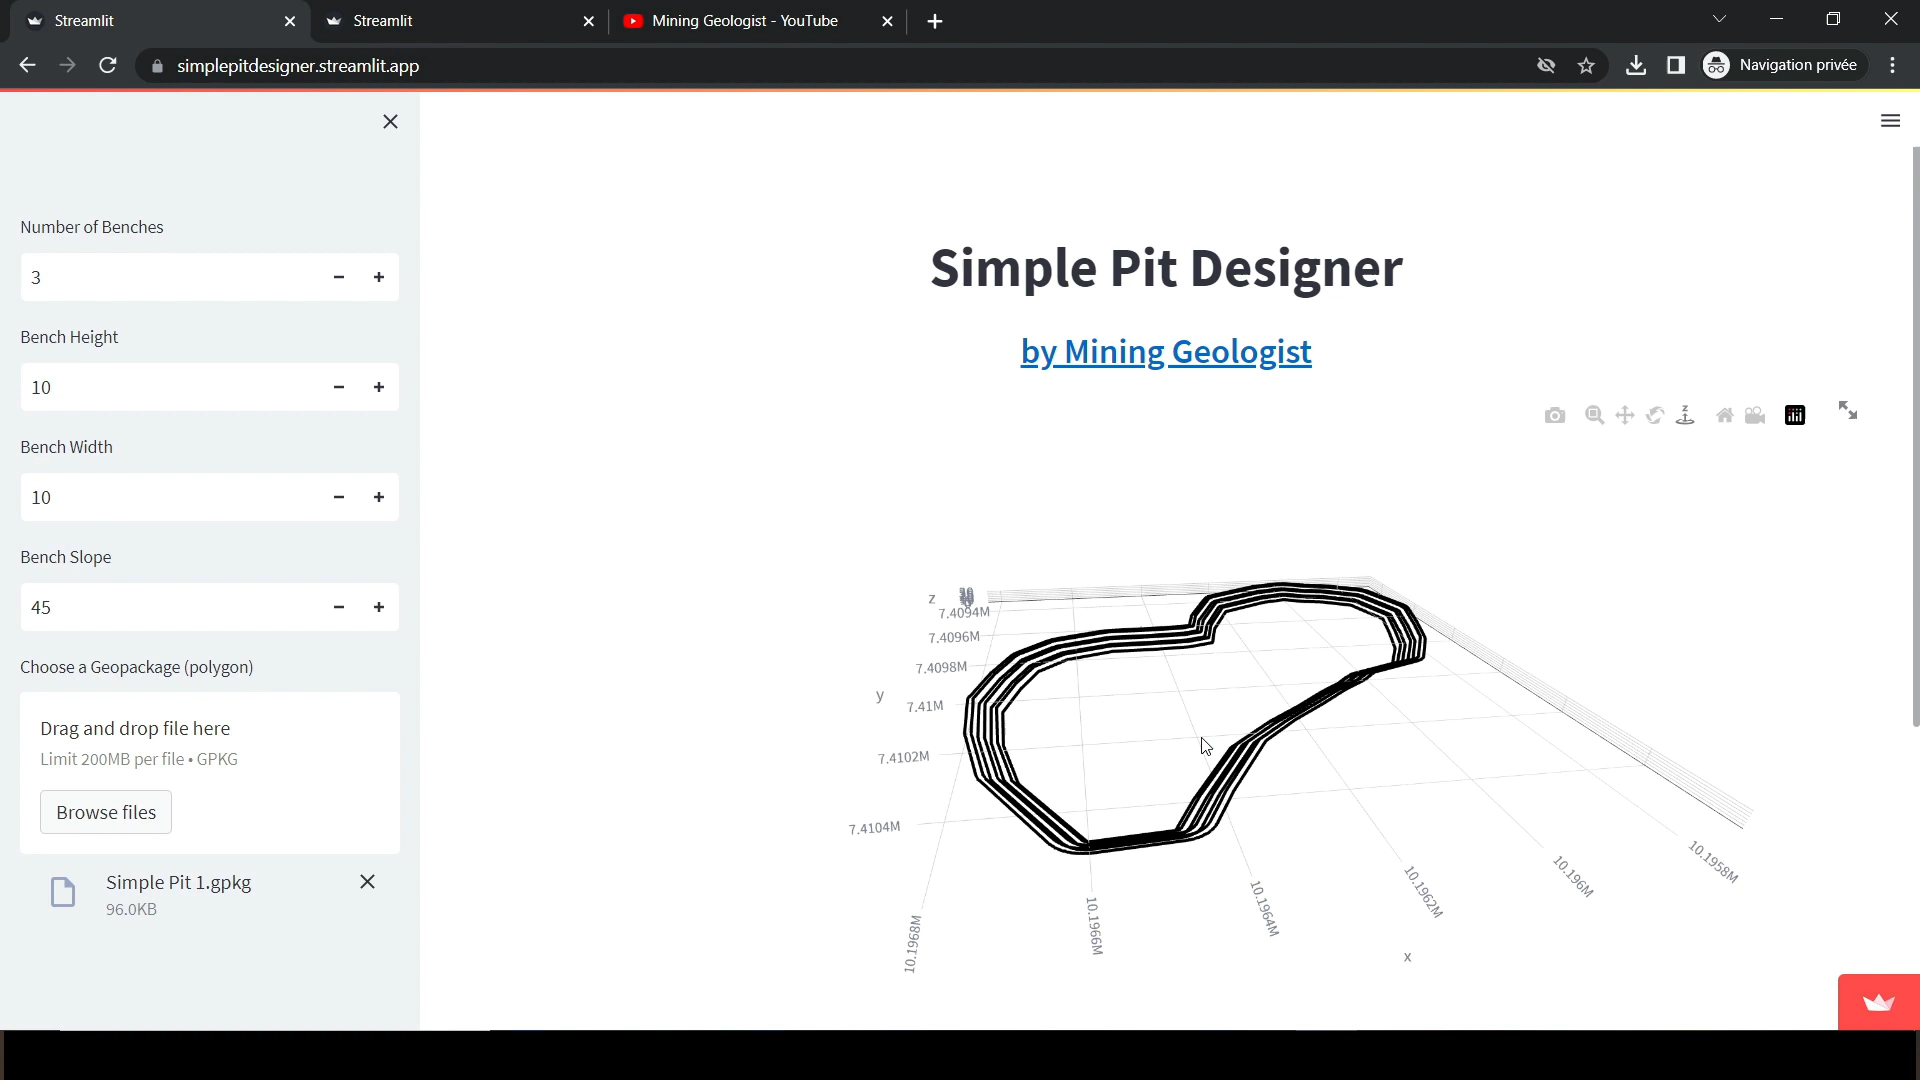 Streamlit
Streamlit
Mining Geologist - YouTube
simplepitdesigner.streamlit.app
Navigation privée
Number of Benches
3
Bench Height
10
Bench Width
10
Bench Slope
45
Choose a Geopackage (polygon)
Drag and drop file here
Limit 200MB per file • GPKG
Browse files
Simple Pit 1.gpkg
96.0KB
Simple Pit Designer
by Mining Geologist
z
7.4094M
7.4096M
7.4098M
y
7.41M
7.4102M
7.4104M
10.1968M
10.1966M
10.1964M
10.1962M
10.196M
10.1958M
x